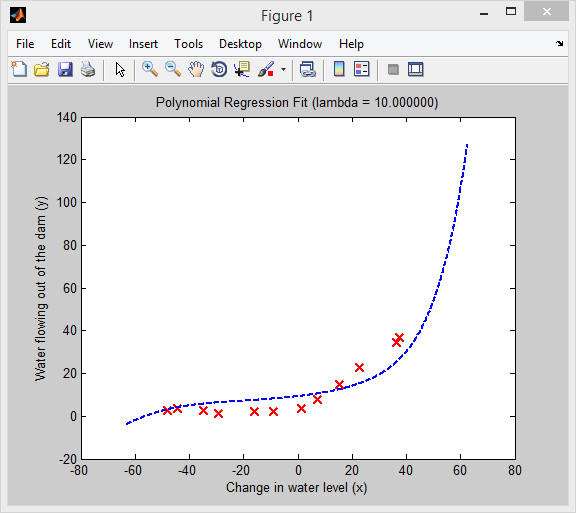 Figure 1
File Edit View Insert Tools Desktop Window Help
Polynomial Regression Fit (lambda = 10.000000)
140
120
100
80
60
40
20
0
-20
Water flowing out of the dam (y)
-80 -60 -40 -20 0 20 40 60 80
Change in water level (x)